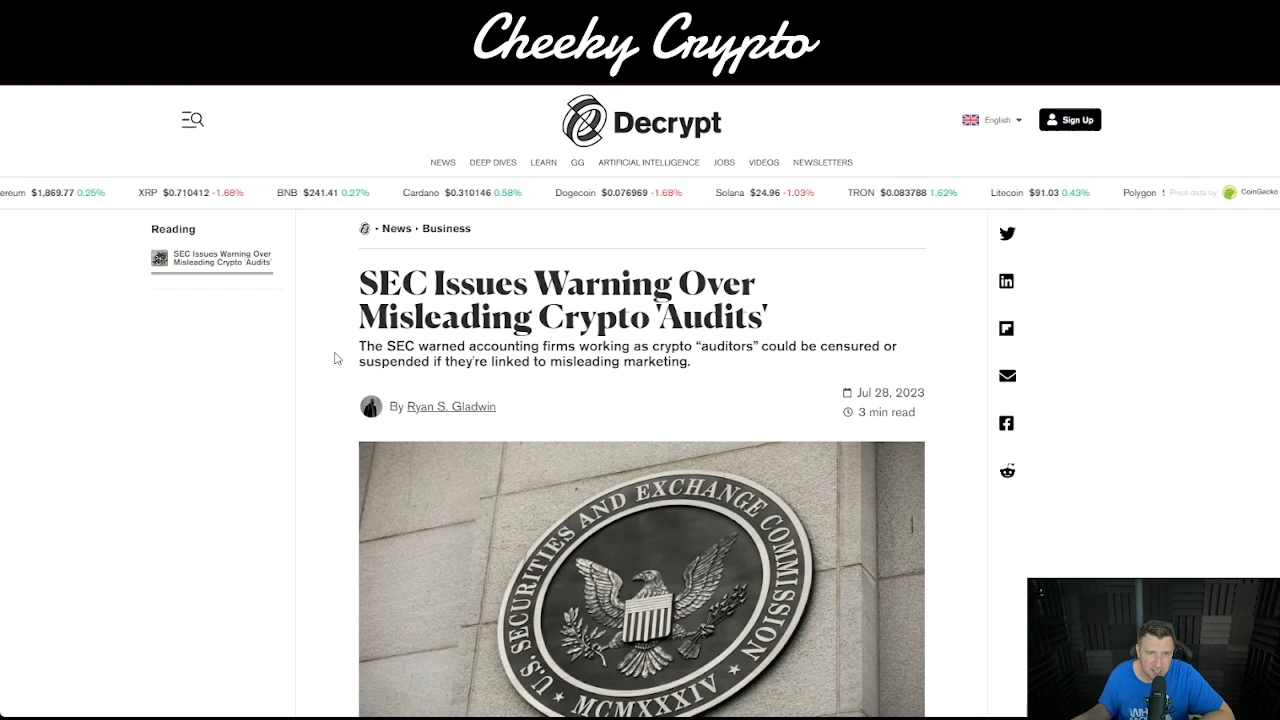 Cheeky Crypto
Decrypt
English
Sign Up
NEWS DEEP DIVES LEARN GG ARTIFICIAL INTELLIGENCE JOBS VIDEOS NEWSLETTERS
ereum $1,869.77 0.25% XRP $0.710412 -1.68% BNB $241.41 0.27% Cardano $0.310146 0.58% Dogecoin $0.076969 -1.68% Solana $24.96 -1.03% TRON $0.083788 1.62% Litecoin $91.03 0.43% Polygon Price data by CoinGecko
Reading
SEC Issues Warning Over
Misleading Crypto 'Audits'
News · Business
SEC Issues Warning Over
Misleading Crypto 'Audits'
The SEC warned accounting firms working as crypto “auditors” could be censured or
suspended if they’re linked to misleading marketing.
By Ryan S. Gladwin
Jul 28, 2023
3 min read
U.S. SECURITIES AND EXCHANGE COMMISSION
MCMXXXIV